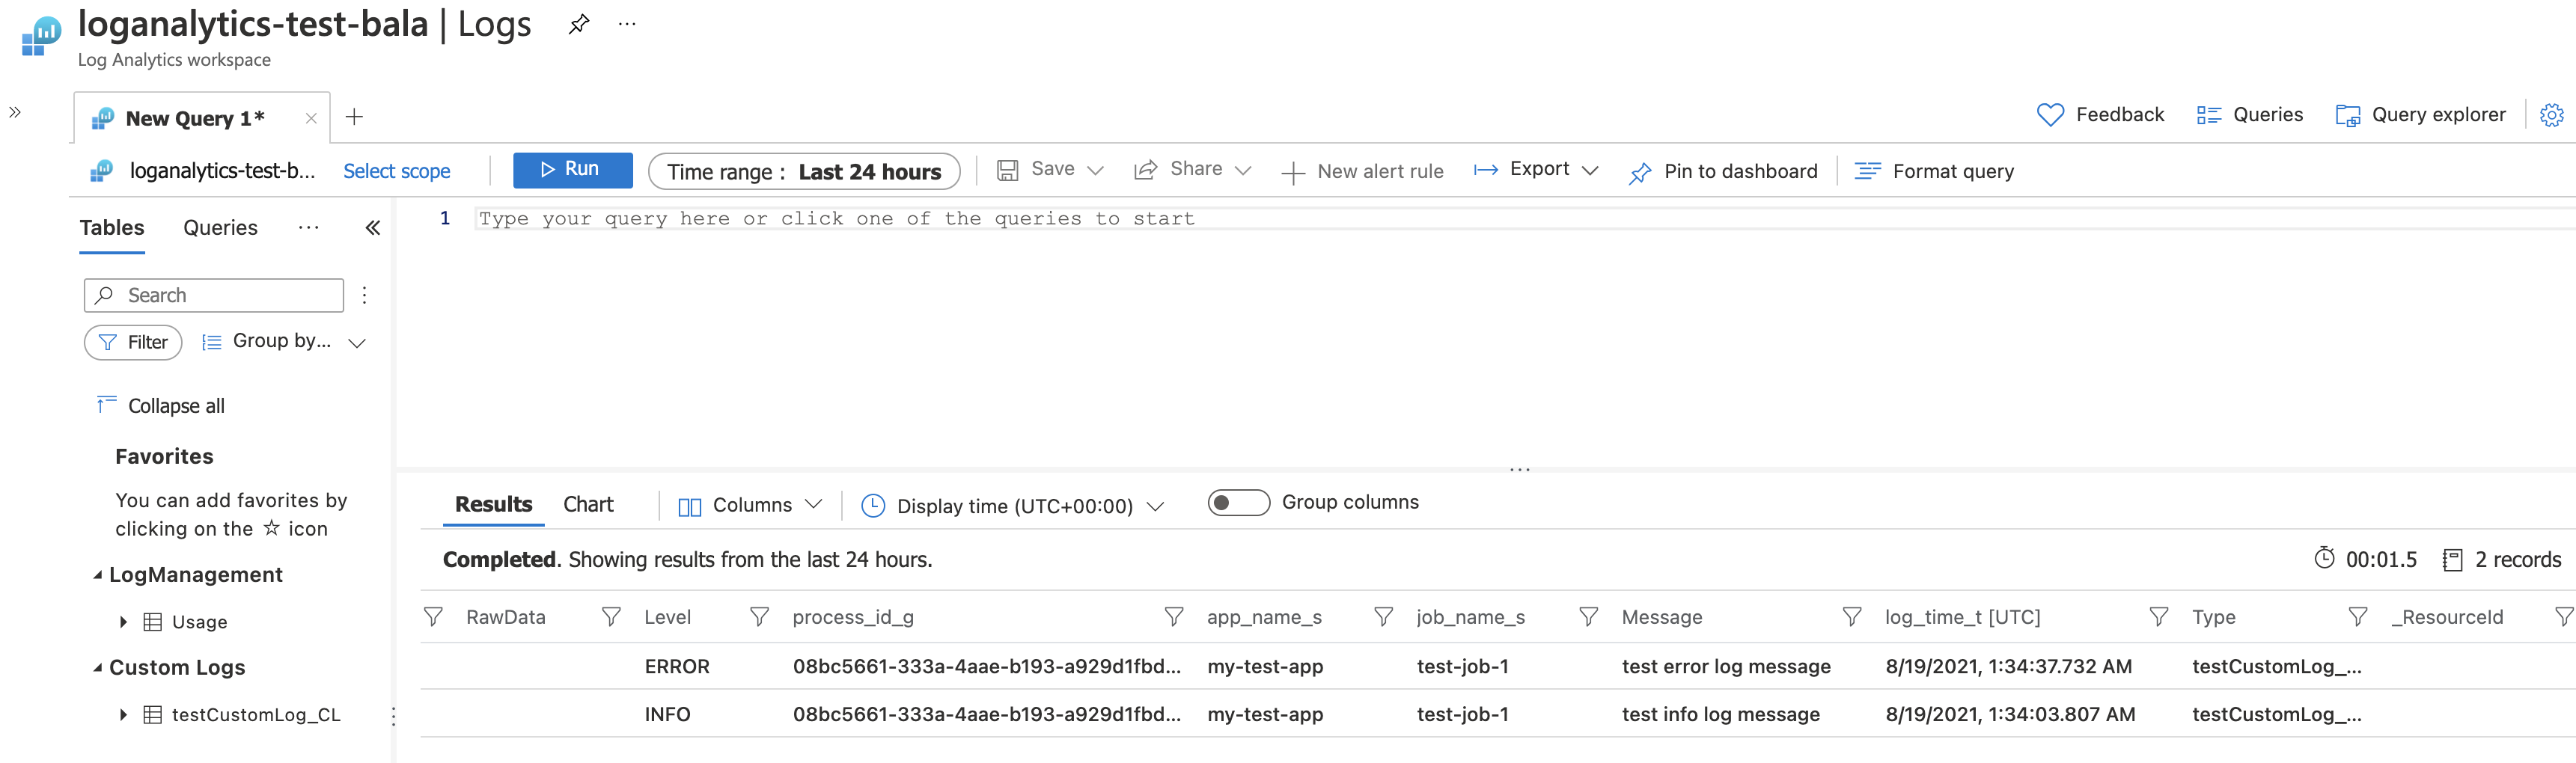 loganalytics-test-bala | Logs ...
Log Analytics workspace
New Query 1*
Feedback Queries Query explorer
loganalytics-test-b... Select scope Run Time range : Last 24 hours Save Share New alert rule Export Pin to dashboard Format query
Tables Queries ...
1 Type your query here or click one of the queries to start
Search
Filter Group by...
Collapse all
Favorites
You can add favorites by
clicking on the ☆ icon
LogManagement
Usage
Custom Logs
testCustomLog_CL
Results Chart Columns Display time (UTC+00:00) Group columns
Completed. Showing results from the last 24 hours. 00:01.5 2 records
RawData Level process_id_g app_name_s job_name_s Message log_time_t [UTC] Type _ResourceId
ERROR 08bc5661-333a-4aae-b193-a929d1fbd... my-test-app test-job-1 test error log message 8/19/2021, 1:34:37.732 AM testCustomLog_...
INFO 08bc5661-333a-4aae-b193-a929d1fbd... my-test-app test-job-1 test info log message 8/19/2021, 1:34:03.807 AM testCustomLog_...